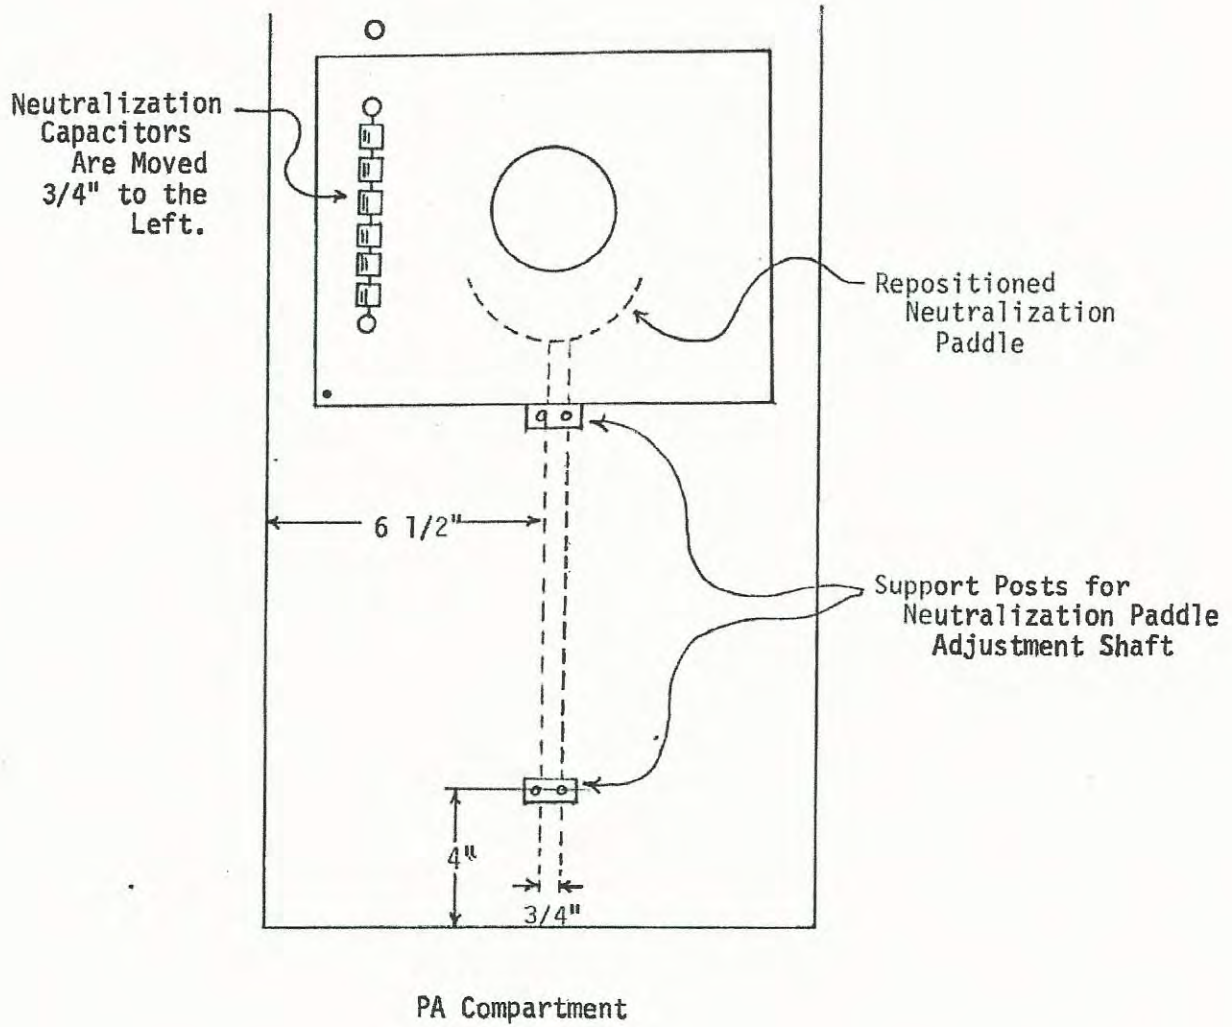 Neutralization
Capacitors
Are Moved
3/4" to the
Left.
Repositioned
Neutralization
Paddle
6 1/2"
Support Posts for
Neutralization Paddle
Adjustment Shaft
4"
3/4"
PA Compartment